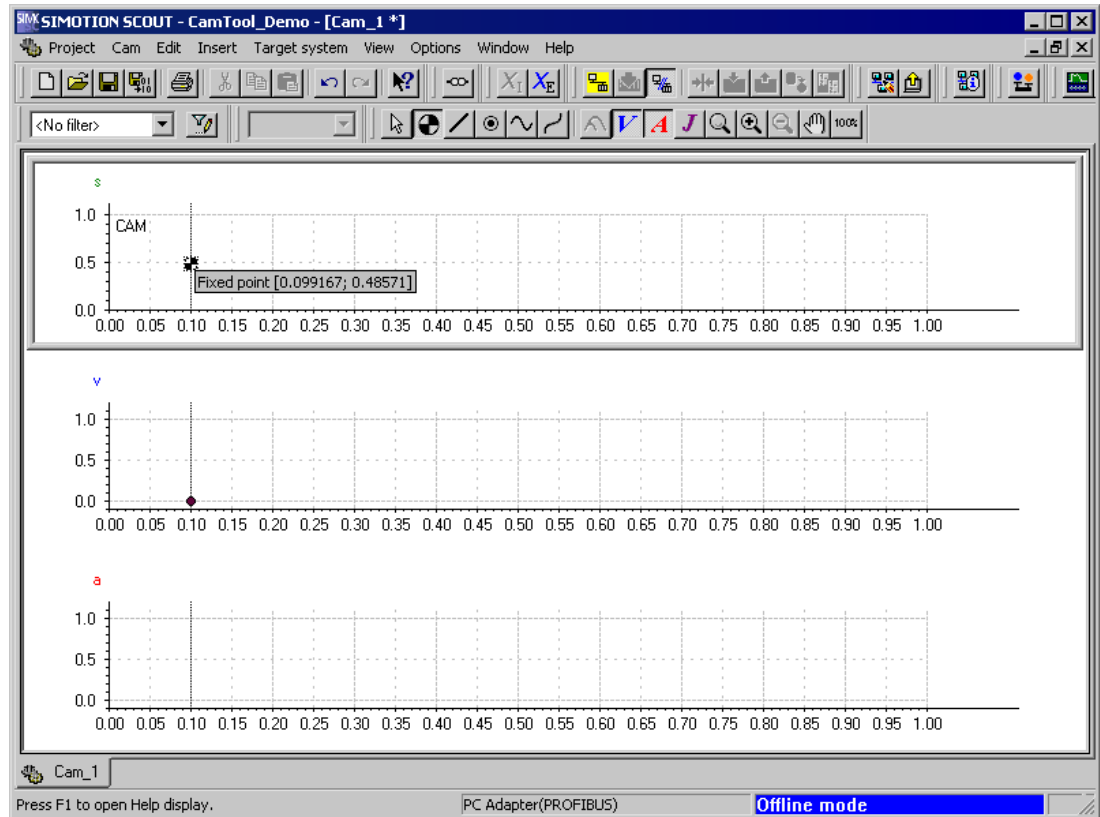 SIMOTION SCOUT - CamTool_Demo - [Cam_1 *]
Project Cam Edit Insert Target system View Options Window Help
X_I X_E
<No filter> V A J 100%
s
1.0
CAM
0.5
Fixed point [0.099167; 0.48571]
0.0
0.00 0.05 0.10 0.15 0.20 0.25 0.30 0.35 0.40 0.45 0.50 0.55 0.60 0.65 0.70 0.75 0.80 0.85 0.90 0.95 1.00
v
1.0
0.5
0.0
0.00 0.05 0.10 0.15 0.20 0.25 0.30 0.35 0.40 0.45 0.50 0.55 0.60 0.65 0.70 0.75 0.80 0.85 0.90 0.95 1.00
a
1.0
0.5
0.0
0.00 0.05 0.10 0.15 0.20 0.25 0.30 0.35 0.40 0.45 0.50 0.55 0.60 0.65 0.70 0.75 0.80 0.85 0.90 0.95 1.00
Cam_1
Press F1 to open Help display. PC Adapter(PROFIBUS) Offline mode